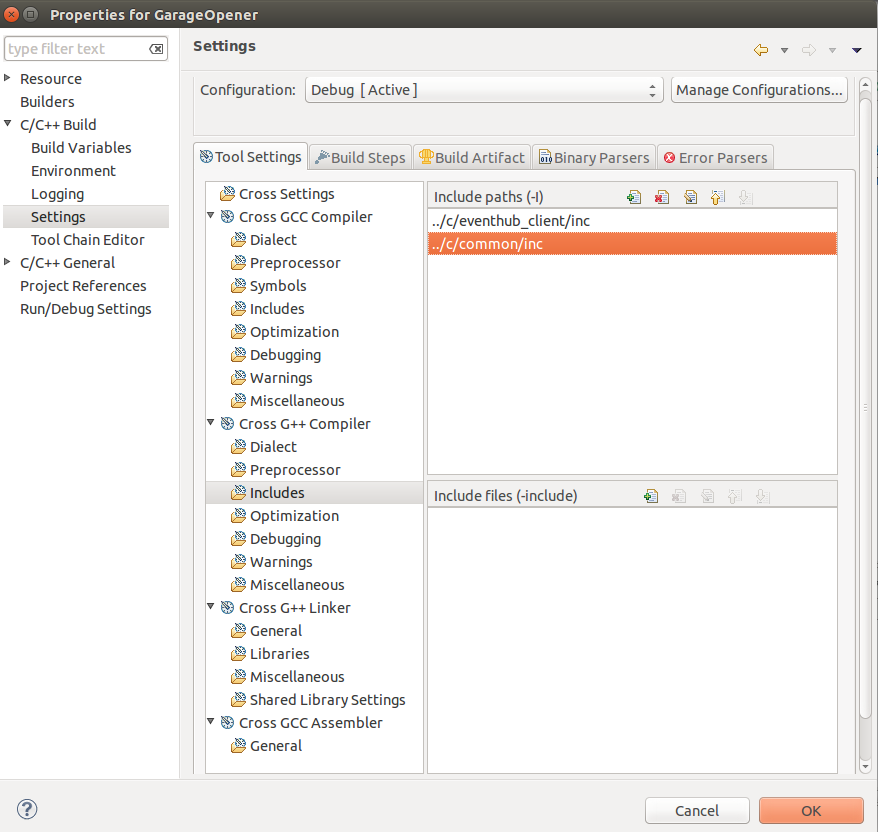 Properties for GarageOpener
type filter text
Resource
Builders
C/C++ Build
Build Variables
Environment
Logging
Settings
Tool Chain Editor
C/C++ General
Project References
Run/Debug Settings
Settings
Configuration: Debug [ Active ] Manage Configurations...
Tool Settings Build Steps Build Artifact Binary Parsers Error Parsers
Cross Settings
Cross GCC Compiler
Dialect
Preprocessor
Symbols
Includes
Optimization
Debugging
Warnings
Miscellaneous
Cross G++ Compiler
Dialect
Preprocessor
Includes
Optimization
Debugging
Warnings
Miscellaneous
Cross G++ Linker
General
Libraries
Miscellaneous
Shared Library Settings
Cross GCC Assembler
General
Include paths (-I)
../c/eventhub_client/inc
../c/common/inc
Include files (-include)
Cancel OK